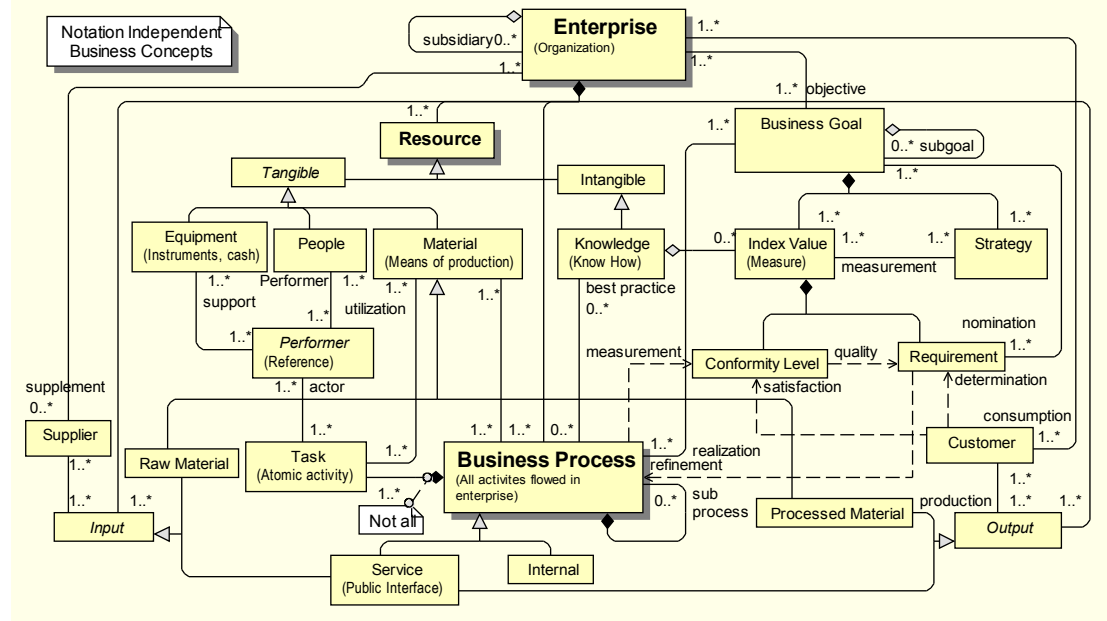 Notation Independent
Business Concepts
Enterprise
(Organization)
subsidiary0..*
1..*
1..*
1..*
1..*
1..*
objective
Resource
1..*
Business Goal
0..*
subgoal
1..*
Tangible
Intangible
1..*
1..*
Equipment
(Instruments, cash)
People
Material
(Means of production)
Knowledge
(Know How)
0..*
Index Value
(Measure)
1..*
1..*
measurement
Strategy
1..*
Performer
1..*
1..*
1..*
best practice
support
utilization
0..*
1..*
1..*
Performer
(Reference)
nomination
1..*
measurement
Conformity Level
quality
Requirement
supplement
1..*
actor
satisfaction
determination
0..*
consumption
Supplier
1..*
1..*
1..*
0..*
1..*
realization
Customer
1..*
1..*
Raw Material
Task
(Atomic activity)
1..*
Business Process
(All activites flowed in
enterprise)
refinement
1..*
1..*
1..*
1..*
0..*
sub
process
production
1..*
1..*
Input
Not all
Processed Material
Output
Service
(Public Interface)
Internal